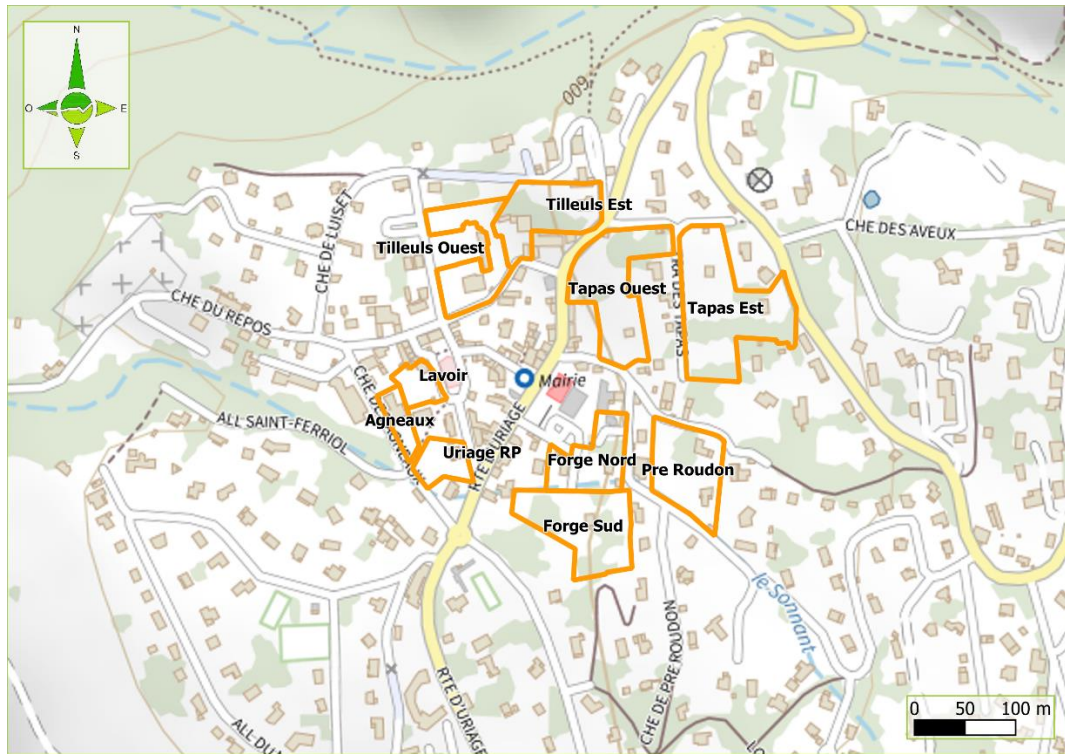 N
O
E
S
009
Tilleuls Est
CHE DE LUISET
Tilleuls Ouest
CHE DES AVEUX
Tapas Ouest
RA DES TAPAS
Tapas Est
CHE DU REPOS
Lavoir
Mairie
Agneaux
ALL SAINT-FERRIOL
RTE D'URIAGE
Uriage RP
Forge Nord
Pre Roudon
Forge Sud
le Sonnant
CHE DE PRE ROUDON
RTE D'URIAGE
0 50 100 m